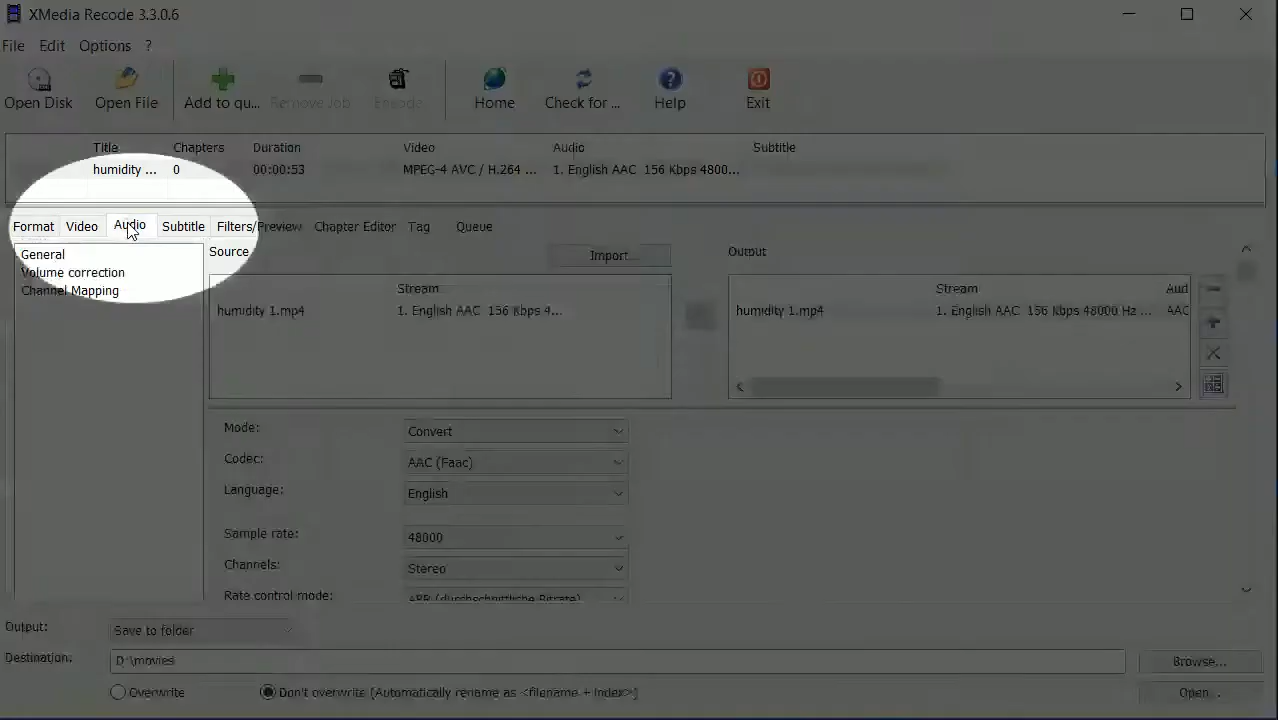 XMedia Recode 3.3.0.6
File Edit Options ?
Open Disk Open File Add to qu... Remove Job Encode Home Check for ... Help Exit
Title Chapters Duration Video Audio Subtitle
humidity ... 0 00:00:53 MPEG-4 AVC / H.264 ... 1. English AAC 156 Kbps 4800...
Format Video Audio Subtitle Filters/Preview Chapter Editor Tag Queue
General
Volume correction
Channel Mapping
Source Import... Output
Stream Stream Aud
humidity 1.mp4 1. English AAC 156 Kbps 4... humidity 1.mp4 1. English AAC 156 Kbps 48000 Hz ... AAC
Mode: Convert
Codec: AAC (Faac)
Language: English
Sample rate: 48000
Channels: Stereo
Rate control mode: ABR (durchschnittliche Bitrate)
Output: Save to folder
Destination: D:\movies Browse...
Overwrite Don't overwrite (Automatically rename as <filename + Index>) Open...